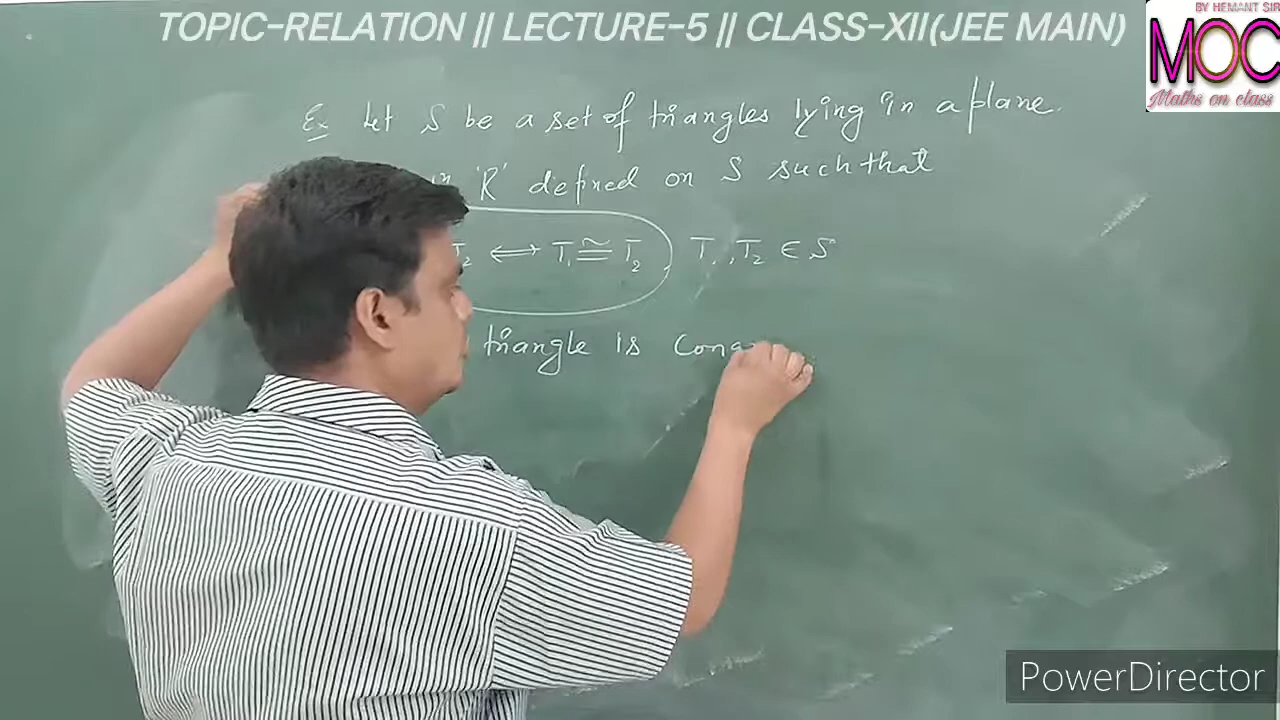 TOPIC-RELATION || LECTURE-5 || CLASS-XII(JEE MAIN)
BY HEMANT SIR
MOC
Maths on class
Ex Let S be a set of triangles lying in a plane.
'R' defined on S such that
T₂ ⟺ T₁ ≅ T₂, T₁, T₂ ∈ S
triangle is
PowerDirector